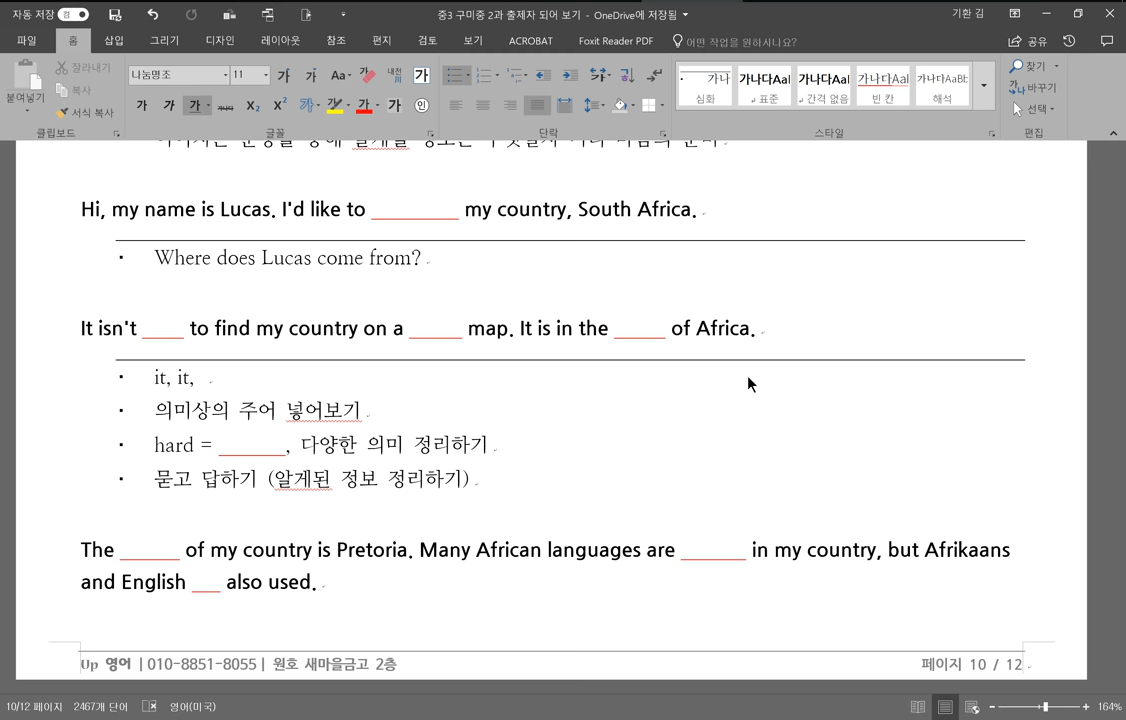 자동 저장 컴 중3 구미중 2과 출제자 되어 보기 - OneDrive에 저장됨 기환 김
파일 홈 삽입 그리기 디자인 레이아웃 참조 편지 검토 보기 ACROBAT Foxit Reader PDF 어떤 작업을 원하시나요? 공유
붙여넣기 잘라내기 복사 서식 복사
나눔명조 11
가나 가나다AaI 가나다AaI 가나다AaI 가나다AaBb
심화 표준 간격 없음 빈 칸 해석
찾기 바꾸기 선택
클립보드 글꼴 단락 스타일 편집
Hi, my name is Lucas. I'd like to ________ my country, South Africa.
Where does Lucas come from?
It isn't ____ to find my country on a _____ map. It is in the _____ of Africa.
it, it,
의미상의 주어 넣어보기
hard = ______, 다양한 의미 정리하기
묻고 답하기 (알게된 정보 정리하기)
The ______ of my country is Pretoria. Many African languages are ______ in my country, but Afrikaans
and English ___ also used.
Up 영어 | 010-8851-8055 | 원호 새마을금고 2층 페이지 10 / 12
10/12 페이지 2467개 단어 영어(미국) 164%